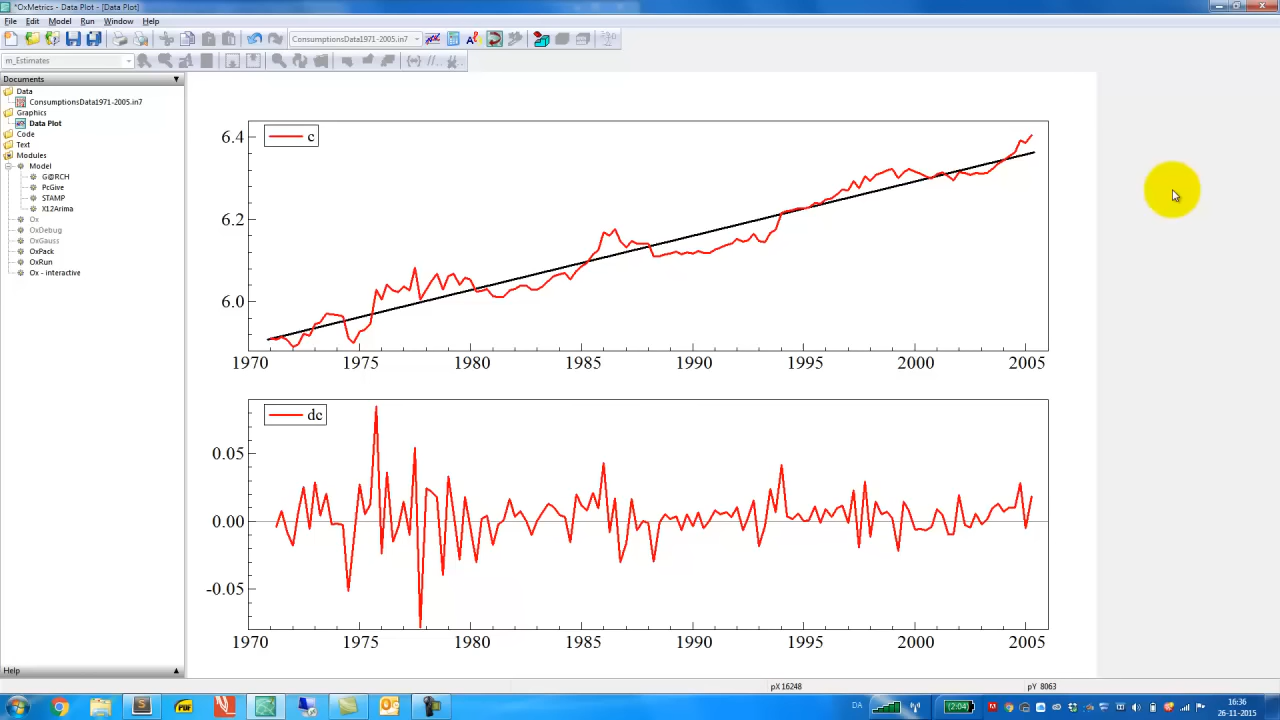 *OxMetrics - Data Plot - [Data Plot]
File Edit Model Run Window Help
ConsumptionsData1971-2005.in7
m_Estimates
Documents
Data
ConsumptionsData1971-2005.in7
Graphics
Data Plot
Code
Text
Modules
Model
G@RCH
PcGive
STAMP
X12Arima
Ox
OxDebug
OxGauss
OxPack
OxRun
Ox - interactive
Help
c
6.4
6.2
6.0
1970 1975 1980 1985 1990 1995 2000 2005
dc
0.05
0.00
-0.05
1970 1975 1980 1985 1990 1995 2000 2005
pX 16248 pY 8063
DA (2:04) 16:36
26-11-2015